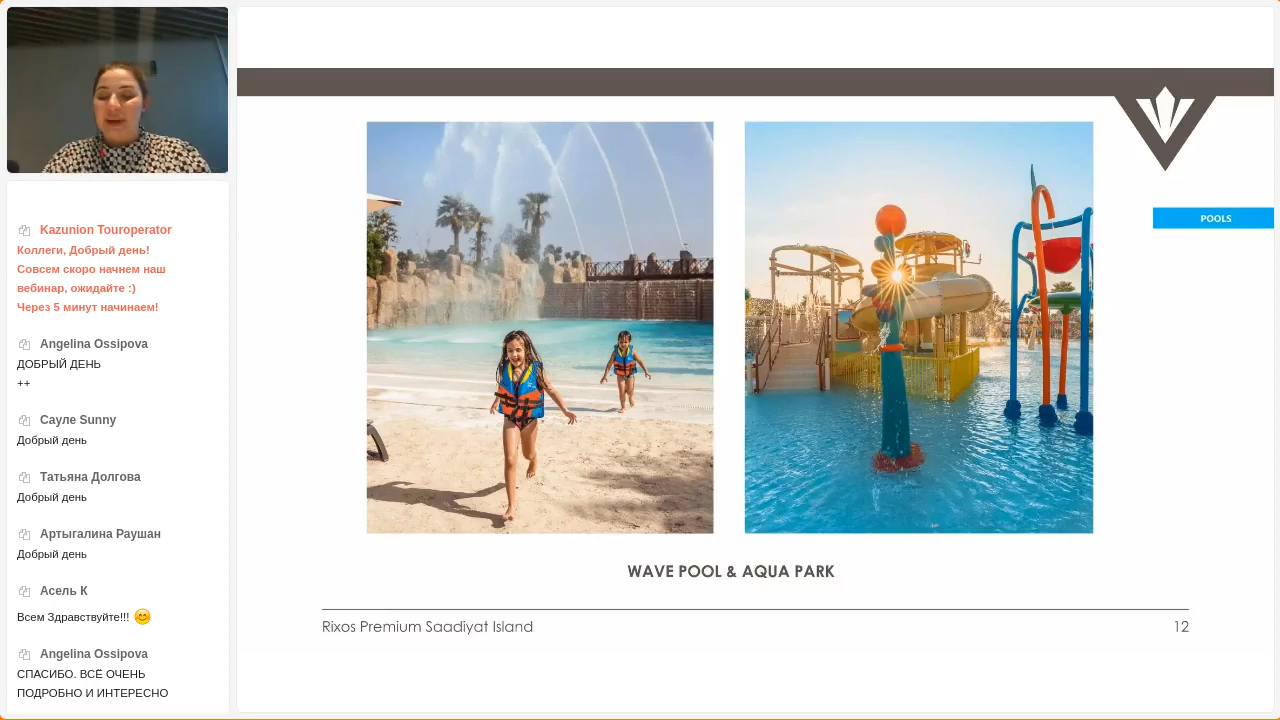 Kazunion Touroperator
Коллеги, Добрый день!
Совсем скоро начнем наш
вебинар, ожидайте :)
Через 5 минут начинаем!
Angelina Ossipova
ДОБРЫЙ ДЕНЬ
++
Сауле Sunny
Добрый день
Татьяна Долгова
Добрый день
Артыгалина Раушан
Добрый день
Асель К
Всем Здравствуйте!!! 😊
Angelina Ossipova
СПАСИБО. ВСЁ ОЧЕНЬ
ПОДРОБНО И ИНТЕРЕСНО
POOLS
WAVE POOL & AQUA PARK
Rixos Premium Saadiyat Island
12